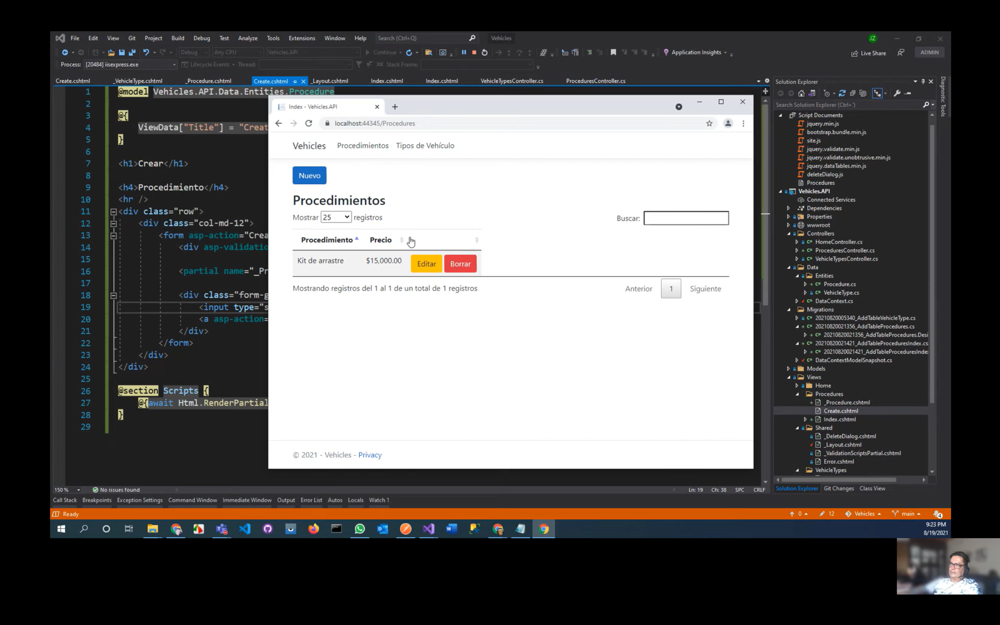 File Edit View Git Project Build Debug Test Analyze Tools Extensions Window Help Search (Ctrl+Q) Vehicles JZ
Debug Any CPU Vehicles.API Continue Application Insights Live Share ADMIN
Process: [20484] iisexpress.exe Lifecycle Events Thread: Stack Frame:
Create.cshtml _VehicleType.cshtml _Procedure.cshtml Create.cshtml _Layout.cshtml Index.cshtml Index.cshtml VehicleTypesController.cs ProceduresController.cs
1 @model Vehicles.API.Data.Entities.Procedure
2
3 @{
4 ViewData["Title"] = "Creat
5 }
6
7 <h1>Crear</h1>
8
9 <h4>Procedimiento</h4>
10 <hr />
11 <div class="row">
12 <div class="col-md-12">
13 <form asp-action="Crea
14 <div asp-validatio
15
16 <partial name="_Pr
17
18 <div class="form-g
19 <input type="s
20 <a asp-action=
21 </div>
22 </form>
23 </div>
24 </div>
25
26 @section Scripts {
27 @{await Html.RenderPartial
28 }
29
Index - Vehicles.API
localhost:44345/Procedures
Vehicles Procedimientos Tipos de Vehículo
Nuevo
Procedimientos
Mostrar 25 registros Buscar:
Procedimiento Precio
Kit de arrastre $15,000.00 Editar Borrar
Mostrando registros del 1 al 1 de un total de 1 registros Anterior 1 Siguiente
© 2021 - Vehicles - Privacy
Solution Explorer
Search Solution Explorer (Ctrl+´)
Script Documents
jquery.min.js
bootstrap.bundle.min.js
site.js
jquery.validate.min.js
jquery.validate.unobtrusive.min.js
jquery.dataTables.min.js
deleteDialog.js
Procedures
Vehicles.API
Connected Services
Dependencies
Properties
wwwroot
Controllers
C# HomeController.cs
C# ProceduresController.cs
C# VehicleTypesController.cs
Data
Entities
C# Procedure.cs
C# VehicleType.cs
C# DataContext.cs
Migrations
C# 20210820005340_AddTableVehicleType.cs
C# 20210820021356_AddTableProcedures.cs
C# 20210820021356_AddTableProcedures.Desi
C# 20210820021421_AddTableProceduresIndex.cs
C# 20210820021421_AddTableProceduresIndex
C# DataContextModelSnapshot.cs
Models
Views
Home
Procedures
_Procedure.cshtml
Create.cshtml
Index.cshtml
Shared
_DeleteDialog.cshtml
_Layout.cshtml
_ValidationScriptsPartial.cshtml
Error.cshtml
VehicleTypes
Solution Explorer Git Changes Class View
Diagnostic Tools
150 % No issues found Ln: 19 Ch: 38 SPC CRLF
Call Stack Breakpoints Exception Settings Command Window Immediate Window Output Error List Autos Locals Watch 1
Ready 0 12 Vehicles main 4
9:23 PM
8/19/2021